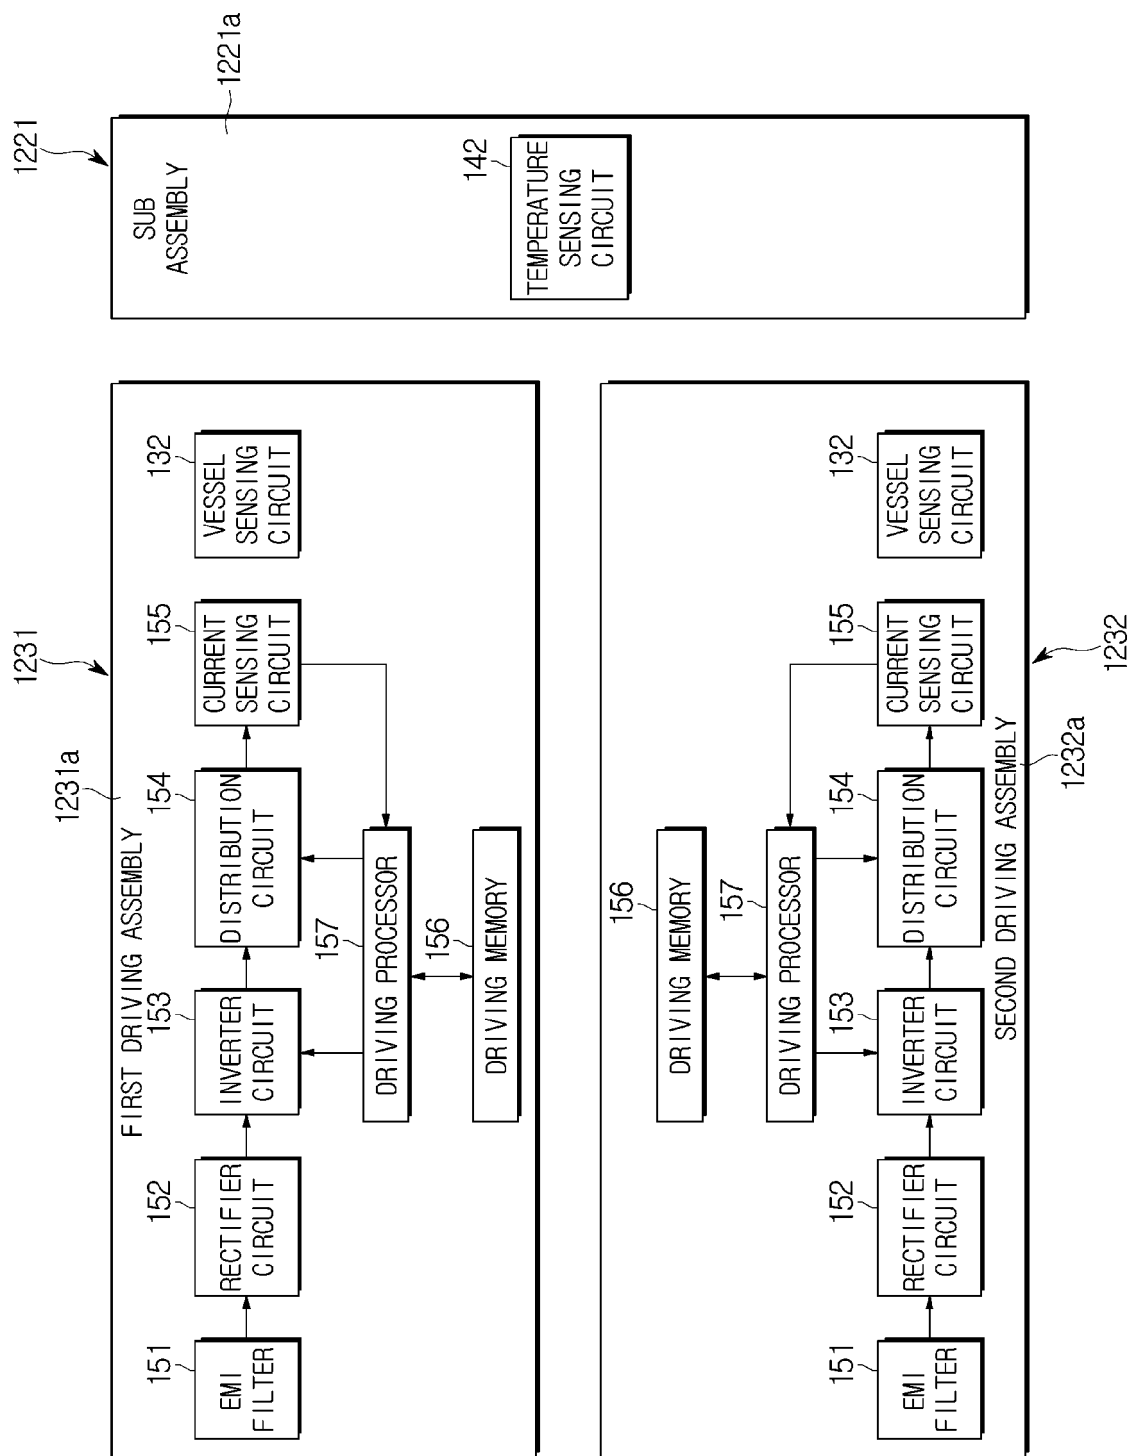 1231
1231a
FIRST DRIVING ASSEMBLY
151
EMI
FILTER
152
RECTIFIER
CIRCUIT
153
INVERTER
CIRCUIT
154
DISTRIBUTION
CIRCUIT
155
CURRENT
SENSING
CIRCUIT
132
VESSEL
SENSING
CIRCUIT
157
DRIVING PROCESSOR
156
DRIVING MEMORY
1221
1221a
SUB
ASSEMBLY
142
TEMPERATURE
SENSING
CIRCUIT
156
DRIVING MEMORY
157
DRIVING PROCESSOR
151
EMI
FILTER
152
RECTIFIER
CIRCUIT
153
INVERTER
CIRCUIT
154
DISTRIBUTION
CIRCUIT
155
CURRENT
SENSING
CIRCUIT
132
VESSEL
SENSING
CIRCUIT
SECOND DRIVING ASSEMBLY
1232a
1232